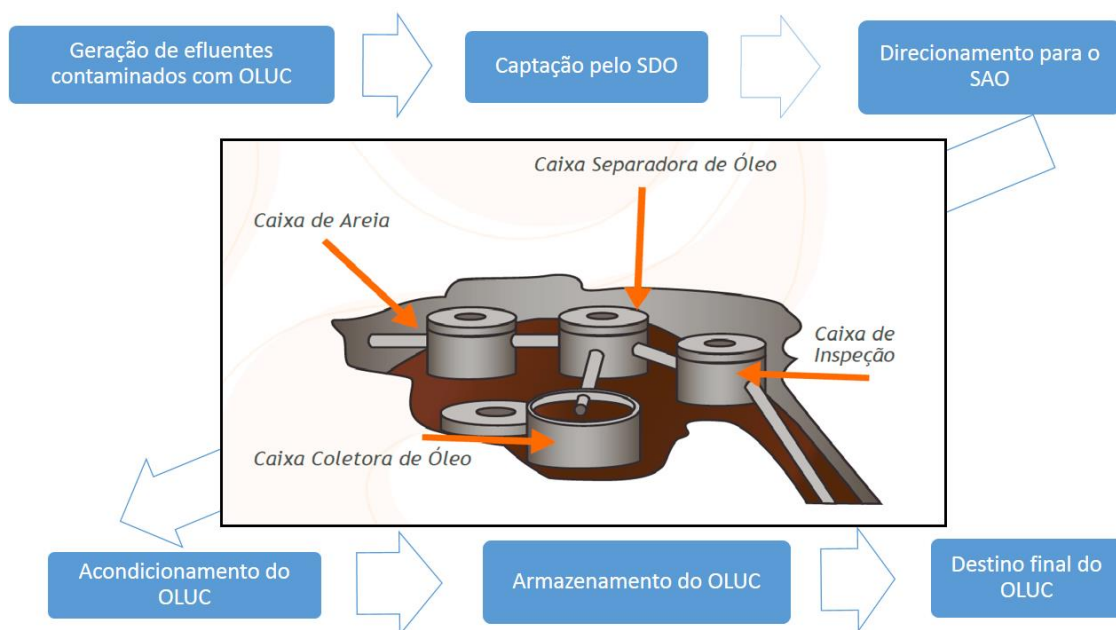 Geração de efluentes
contaminados com OLUC
Captação pelo SDO
Direcionamento para o
SAO
Caixa Separadora de Óleo
Caixa de Areia
Caixa de
Inspeção
Caixa Coletora de Óleo
Acondicionamento do
OLUC
Armazenamento do OLUC
Destino final do
OLUC